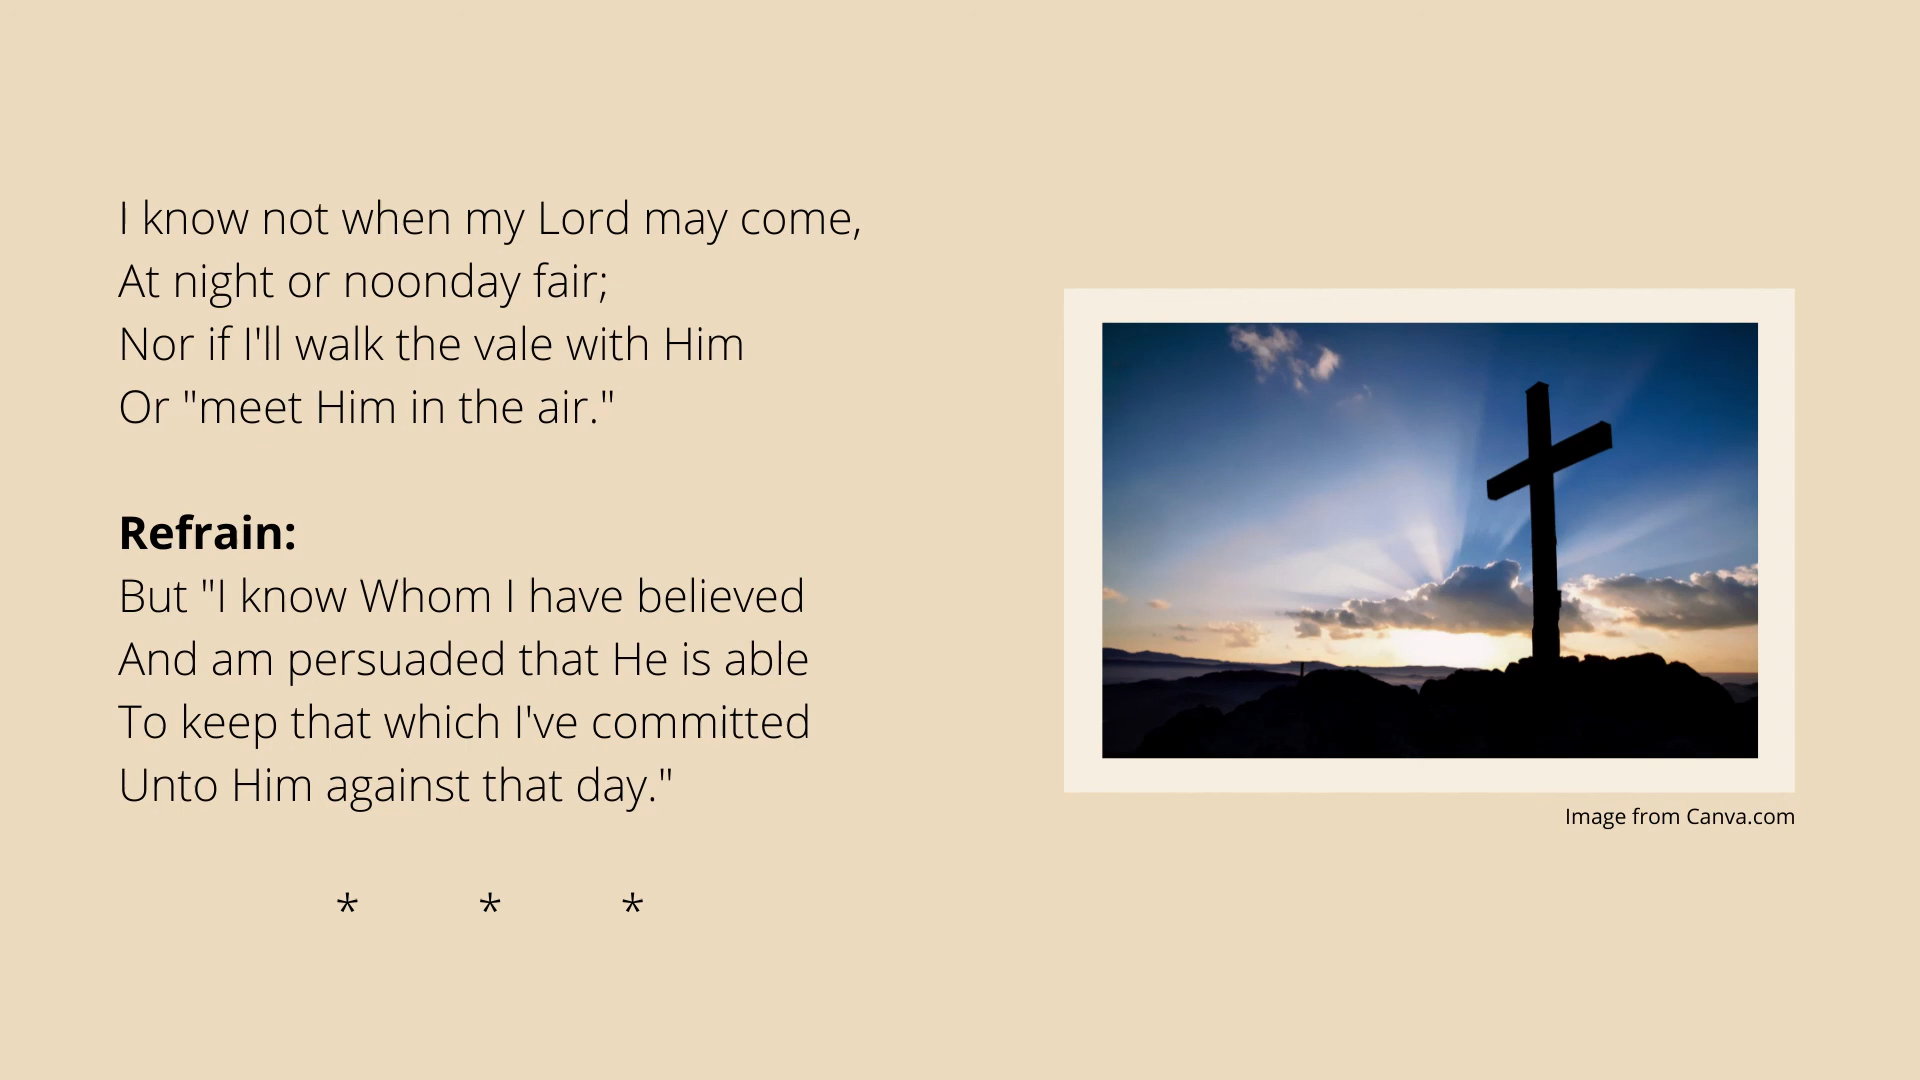 I know not when my Lord may come,
At night or noonday fair;
Nor if I'll walk the vale with Him
Or "meet Him in the air."
Refrain:
But "I know Whom I have believed
And am persuaded that He is able
To keep that which I've committed
Unto Him against that day."
* * *
Image from Canva.com